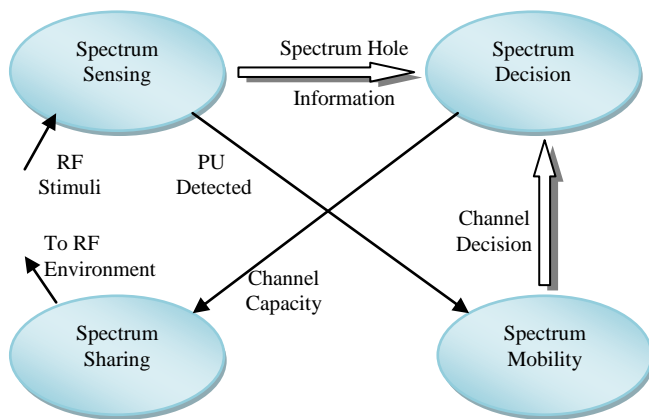 Spectrum
Sensing
Spectrum Hole
Information
Spectrum
Decision
RF
Stimuli
PU
Detected
Channel
Decision
To RF
Environment
Channel
Capacity
Spectrum
Sharing
Spectrum
Mobility